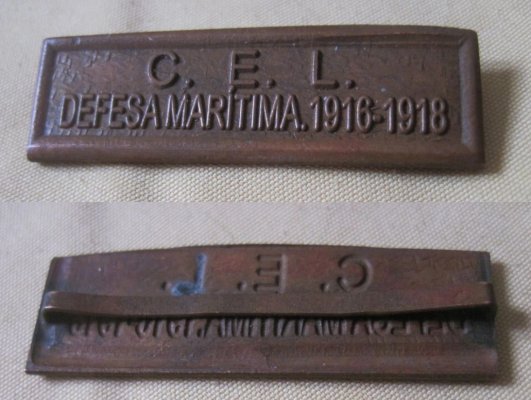 C. E. L.
DEFESA MARÍTIMA. 1916-1918
C. E. L.